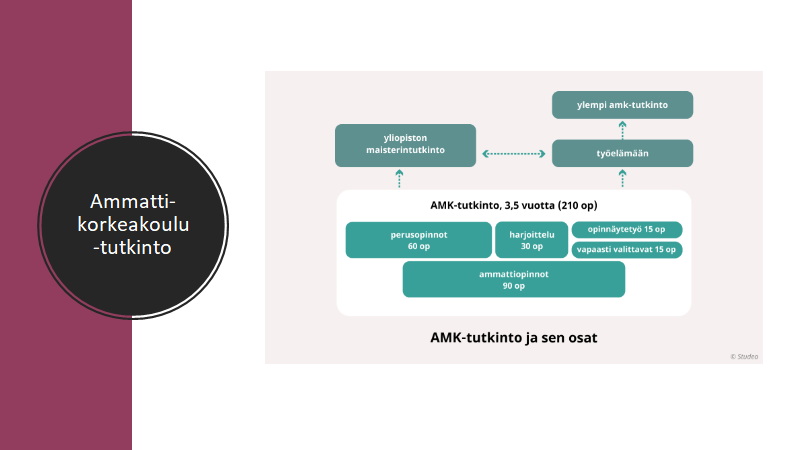 Ammatti-
korkeakoulu
-tutkinto
ylempi amk-tutkinto
yliopiston
maisterintutkinto
työelämään
AMK-tutkinto, 3,5 vuotta (210 op)
perusopinnot
60 op
harjoittelu
30 op
opinnäytetyö 15 op
vapaasti valittavat 15 op
ammattiopinnot
90 op
AMK-tutkinto ja sen osat
© Studeo